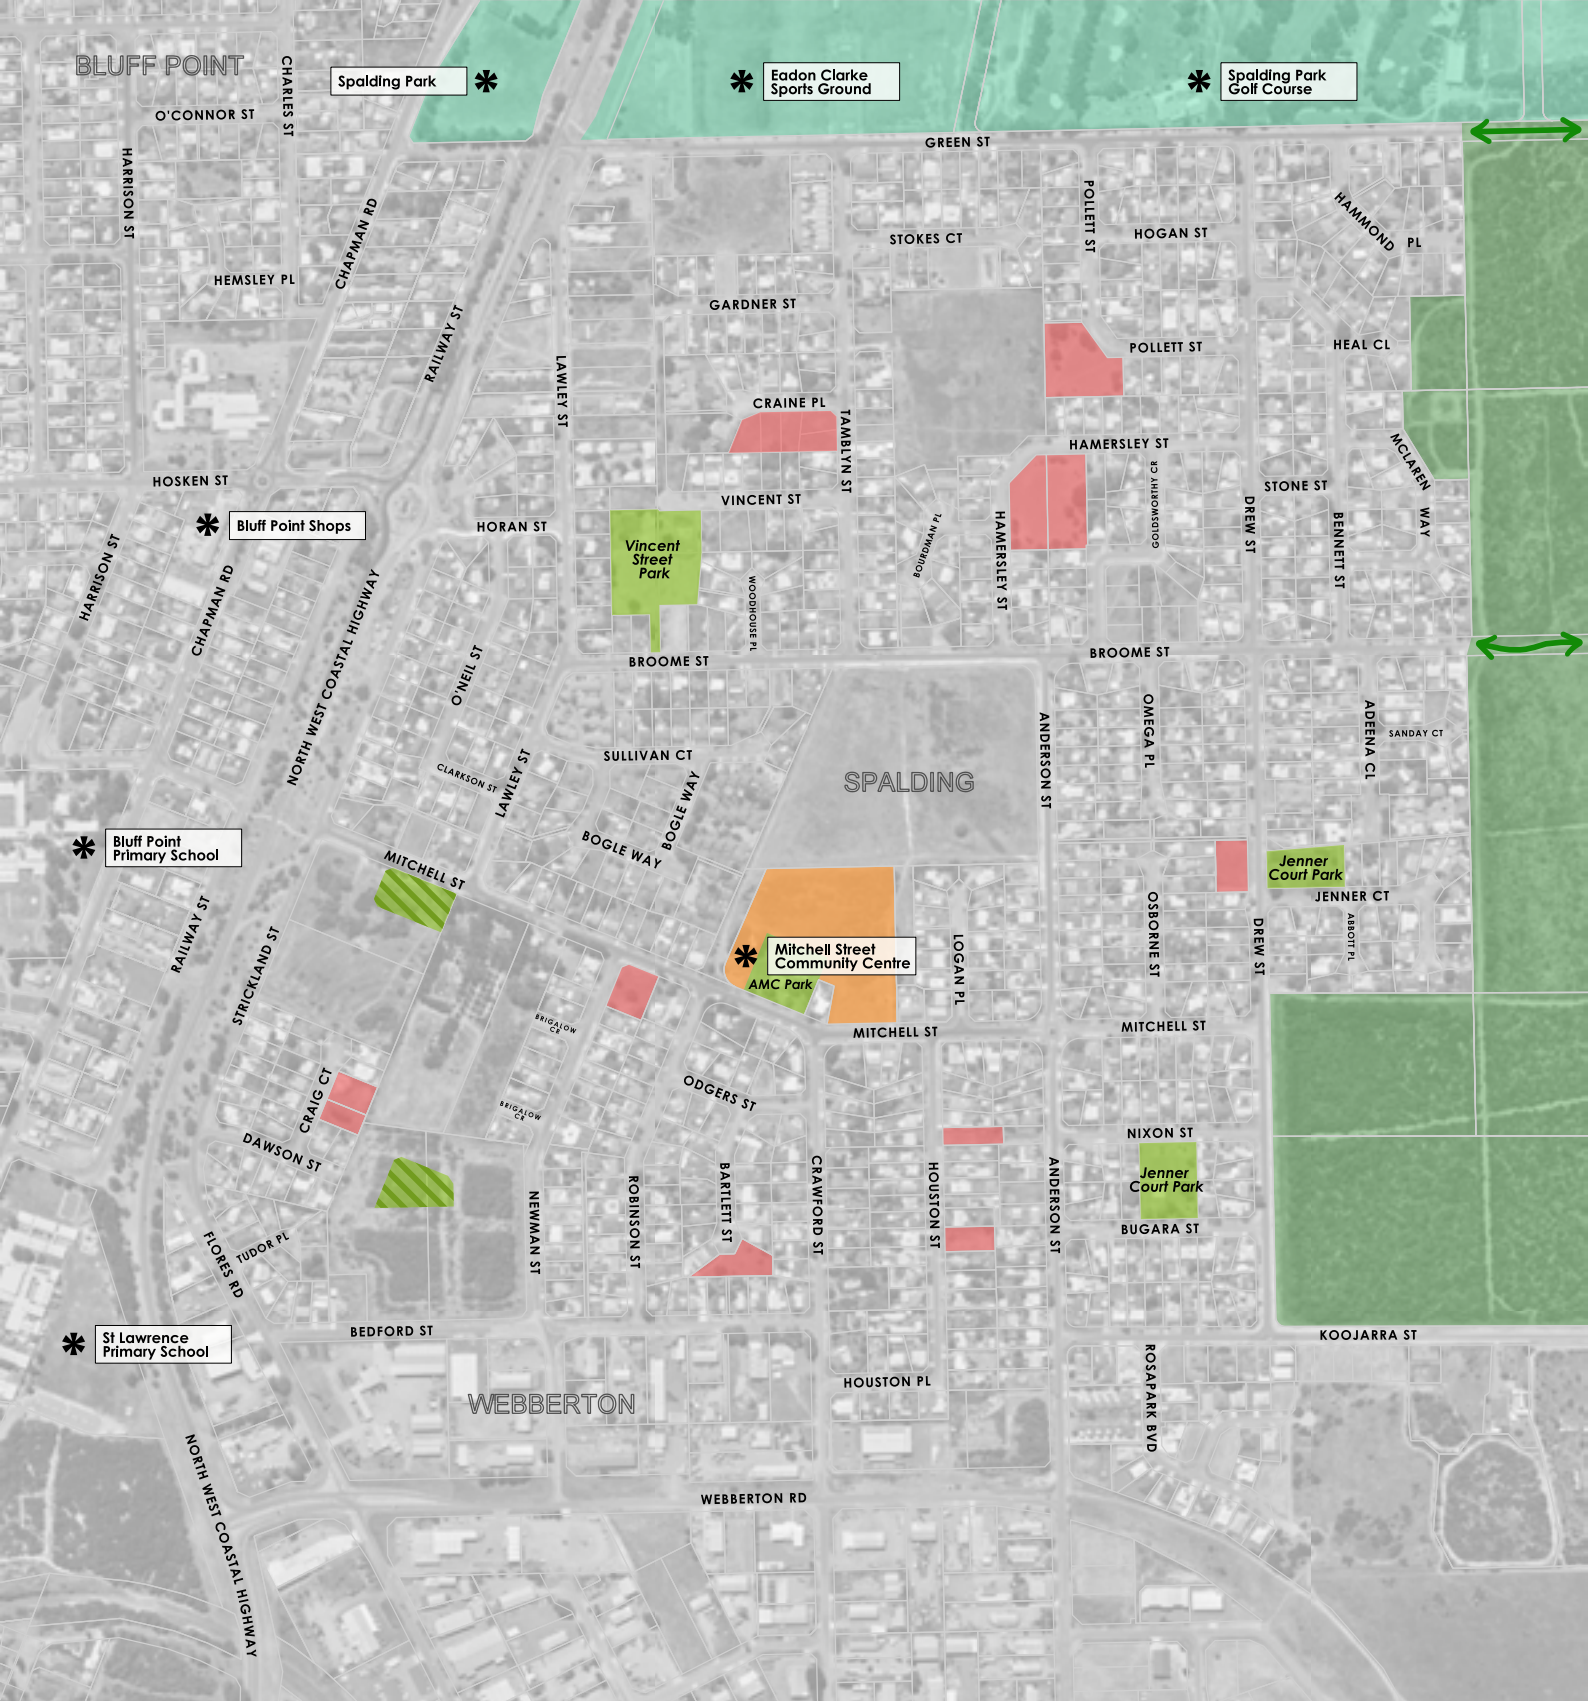 BLUFF POINT
CHARLES ST
Spalding Park
Eadon Clarke
Sports Ground
Spalding Park
Golf Course
O'CONNOR ST
GREEN ST
HARRISON ST
CHAPMAN RD
POLLETT ST
HAMMOND PL
STOKES CT
HOGAN ST
HEMSLEY PL
GARDNER ST
RAILWAY ST
POLLETT ST
HEAL CL
LAWLEY ST
CRAINE PL
TAMBLYN ST
HAMERSLEY ST
MCLAREN WAY
HOSKEN ST
VINCENT ST
STONE ST
GOLDSWORTHY CR
Bluff Point Shops
HORAN ST
Vincent
Street
Park
BOURDMAN PL
HAMERSLEY ST
DREW ST
BENNETT ST
HARRISON ST
CHAPMAN RD
NORTH WEST COASTAL HIGHWAY
WOODHOUSE PL
O'NEIL ST
BROOME ST
BROOME ST
OMEGA PL
ADEENA CL
SANDAY CT
SULLIVAN CT
ANDERSON ST
CLARKSON ST
LAWLEY ST
BOGLE WAY
SPALDING
Bluff Point
Primary School
BOGLE WAY
MITCHELL ST
Jenner
Court Park
JENNER CT
OSBORNE ST
DREW ST
ABBOTT PL
RAILWAY ST
STRICKLAND ST
Mitchell Street
Community Centre
AMC Park
LOGAN PL
BRIGALOW
CR
MITCHELL ST
MITCHELL ST
CRAIG CT
ODGERS ST
BRIGALOW
CR
DAWSON ST
NIXON ST
Jenner
Court Park
BUGARA ST
NEWMAN ST
ROBINSON ST
BARTLETT ST
CRAWFORD ST
HOUSTON ST
ANDERSON ST
FLORES RD
TUDOR PL
St Lawrence
Primary School
BEDFORD ST
KOOJARRA ST
HOUSTON PL
ROSAPARK BVD
WEBBERTON
NORTH WEST COASTAL HIGHWAY
WEBBERTON RD